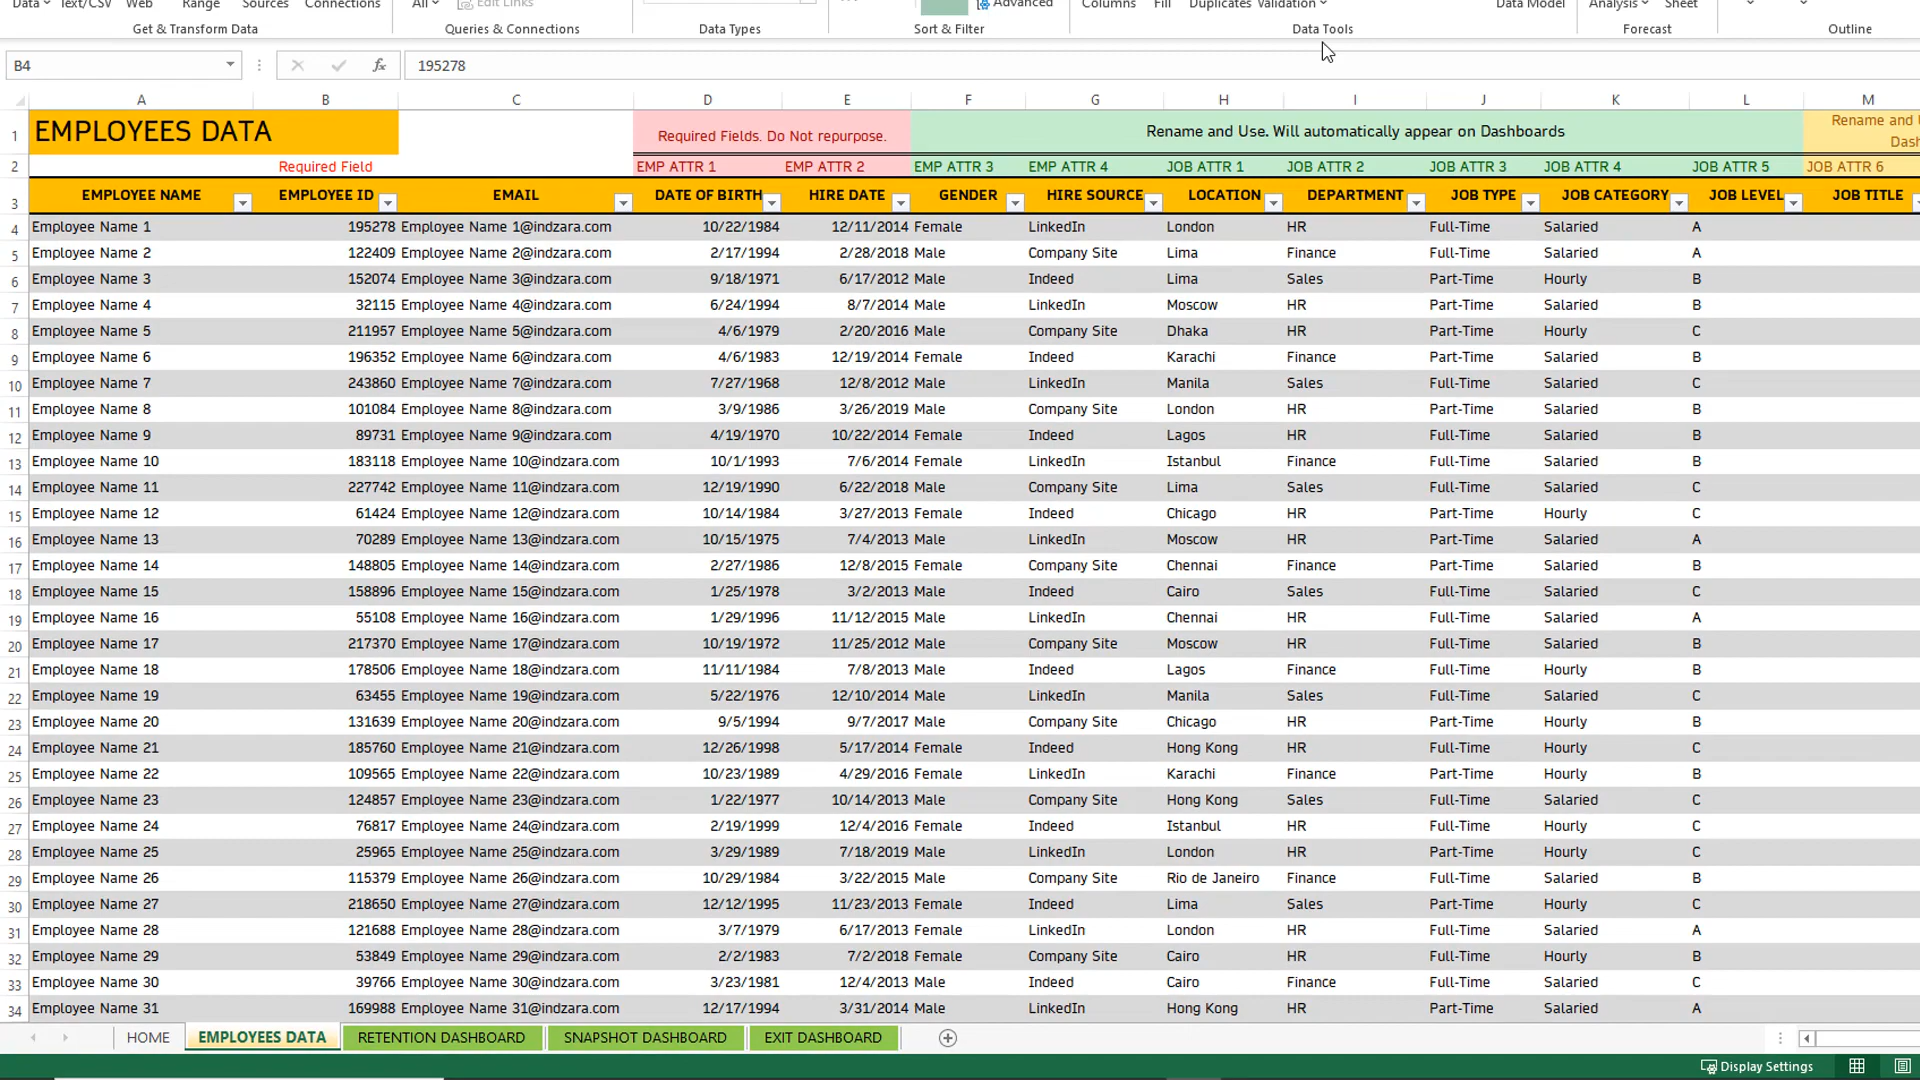 Data Text/CSV Web Range Sources Connections All Edit Links Advanced Columns Fill Duplicates Validation Data Model Analysis Sheet
Get & Transform Data Queries & Connections Data Types Sort & Filter Data Tools Forecast Outline
B4 fx 195278
A B C D E F G H I J K L M
1 EMPLOYEES DATA Required Fields. Do Not repurpose. Rename and Use. Will automatically appear on Dashboards Rename and U
Dash
2 Required Field EMP ATTR 1 EMP ATTR 2 EMP ATTR 3 EMP ATTR 4 JOB ATTR 1 JOB ATTR 2 JOB ATTR 3 JOB ATTR 4 JOB ATTR 5 JOB ATTR 6
3 EMPLOYEE NAME EMPLOYEE ID EMAIL DATE OF BIRTH HIRE DATE GENDER HIRE SOURCE LOCATION DEPARTMENT JOB TYPE JOB CATEGORY JOB LEVEL JOB TITLE
4 Employee Name 1 195278 Employee Name 1@indzara.com 10/22/1984 12/11/2014 Female LinkedIn London HR Full-Time Salaried A
5 Employee Name 2 122409 Employee Name 2@indzara.com 2/17/1994 2/28/2018 Male Company Site Lima Finance Full-Time Salaried A
6 Employee Name 3 152074 Employee Name 3@indzara.com 9/18/1971 6/17/2012 Male Indeed Lima Sales Part-Time Hourly B
7 Employee Name 4 32115 Employee Name 4@indzara.com 6/24/1994 8/7/2014 Male LinkedIn Moscow HR Part-Time Salaried B
8 Employee Name 5 211957 Employee Name 5@indzara.com 4/6/1979 2/20/2016 Male Company Site Dhaka HR Part-Time Hourly C
9 Employee Name 6 196352 Employee Name 6@indzara.com 4/6/1983 12/19/2014 Female Indeed Karachi Finance Part-Time Salaried B
10 Employee Name 7 243860 Employee Name 7@indzara.com 7/27/1968 12/8/2012 Male LinkedIn Manila Sales Full-Time Salaried C
11 Employee Name 8 101084 Employee Name 8@indzara.com 3/9/1986 3/26/2019 Male Company Site London HR Part-Time Salaried B
12 Employee Name 9 89731 Employee Name 9@indzara.com 4/19/1970 10/22/2014 Female Indeed Lagos HR Full-Time Salaried B
13 Employee Name 10 183118 Employee Name 10@indzara.com 10/1/1993 7/6/2014 Female LinkedIn Istanbul Finance Full-Time Salaried B
14 Employee Name 11 227742 Employee Name 11@indzara.com 12/19/1990 6/22/2018 Male Company Site Lima Sales Full-Time Salaried C
15 Employee Name 12 61424 Employee Name 12@indzara.com 10/14/1984 3/27/2013 Female Indeed Chicago HR Part-Time Hourly C
16 Employee Name 13 70289 Employee Name 13@indzara.com 10/15/1975 7/4/2013 Male LinkedIn Moscow HR Part-Time Salaried A
17 Employee Name 14 148805 Employee Name 14@indzara.com 2/27/1986 12/8/2015 Female Company Site Chennai Finance Part-Time Salaried B
18 Employee Name 15 158896 Employee Name 15@indzara.com 1/25/1978 3/2/2013 Male Indeed Cairo Sales Full-Time Salaried C
19 Employee Name 16 55108 Employee Name 16@indzara.com 1/29/1996 11/12/2015 Male LinkedIn Chennai HR Full-Time Salaried A
20 Employee Name 17 217370 Employee Name 17@indzara.com 10/19/1972 11/25/2012 Male Company Site Moscow HR Full-Time Salaried B
21 Employee Name 18 178506 Employee Name 18@indzara.com 11/11/1984 7/8/2013 Male Indeed Lagos Finance Full-Time Hourly B
22 Employee Name 19 63455 Employee Name 19@indzara.com 5/22/1976 12/10/2014 Male LinkedIn Manila Sales Full-Time Salaried C
23 Employee Name 20 131639 Employee Name 20@indzara.com 9/5/1994 9/7/2017 Male Company Site Chicago HR Part-Time Hourly B
24 Employee Name 21 185760 Employee Name 21@indzara.com 12/26/1998 5/17/2014 Female Indeed Hong Kong HR Full-Time Hourly C
25 Employee Name 22 109565 Employee Name 22@indzara.com 10/23/1989 4/29/2016 Female LinkedIn Karachi Finance Part-Time Hourly B
26 Employee Name 23 124857 Employee Name 23@indzara.com 1/22/1977 10/14/2013 Male Company Site Hong Kong Sales Full-Time Salaried C
27 Employee Name 24 76817 Employee Name 24@indzara.com 2/19/1999 12/4/2016 Female Indeed Istanbul HR Full-Time Hourly C
28 Employee Name 25 25965 Employee Name 25@indzara.com 3/29/1989 7/18/2019 Male LinkedIn London HR Part-Time Hourly C
29 Employee Name 26 115379 Employee Name 26@indzara.com 10/29/1984 3/22/2015 Male Company Site Rio de Janeiro Finance Full-Time Salaried B
30 Employee Name 27 218650 Employee Name 27@indzara.com 12/12/1995 11/23/2013 Female Indeed Lima Sales Part-Time Hourly C
31 Employee Name 28 121688 Employee Name 28@indzara.com 3/7/1979 6/17/2013 Female LinkedIn London HR Full-Time Salaried A
32 Employee Name 29 53849 Employee Name 29@indzara.com 2/2/1983 7/2/2018 Female Company Site Cairo HR Full-Time Hourly B
33 Employee Name 30 39766 Employee Name 30@indzara.com 3/23/1981 12/4/2013 Male Indeed Cairo Finance Full-Time Salaried C
34 Employee Name 31 169988 Employee Name 31@indzara.com 12/17/1994 3/31/2014 Male LinkedIn Hong Kong HR Part-Time Salaried A
HOME EMPLOYEES DATA RETENTION DASHBOARD SNAPSHOT DASHBOARD EXIT DASHBOARD
Display Settings